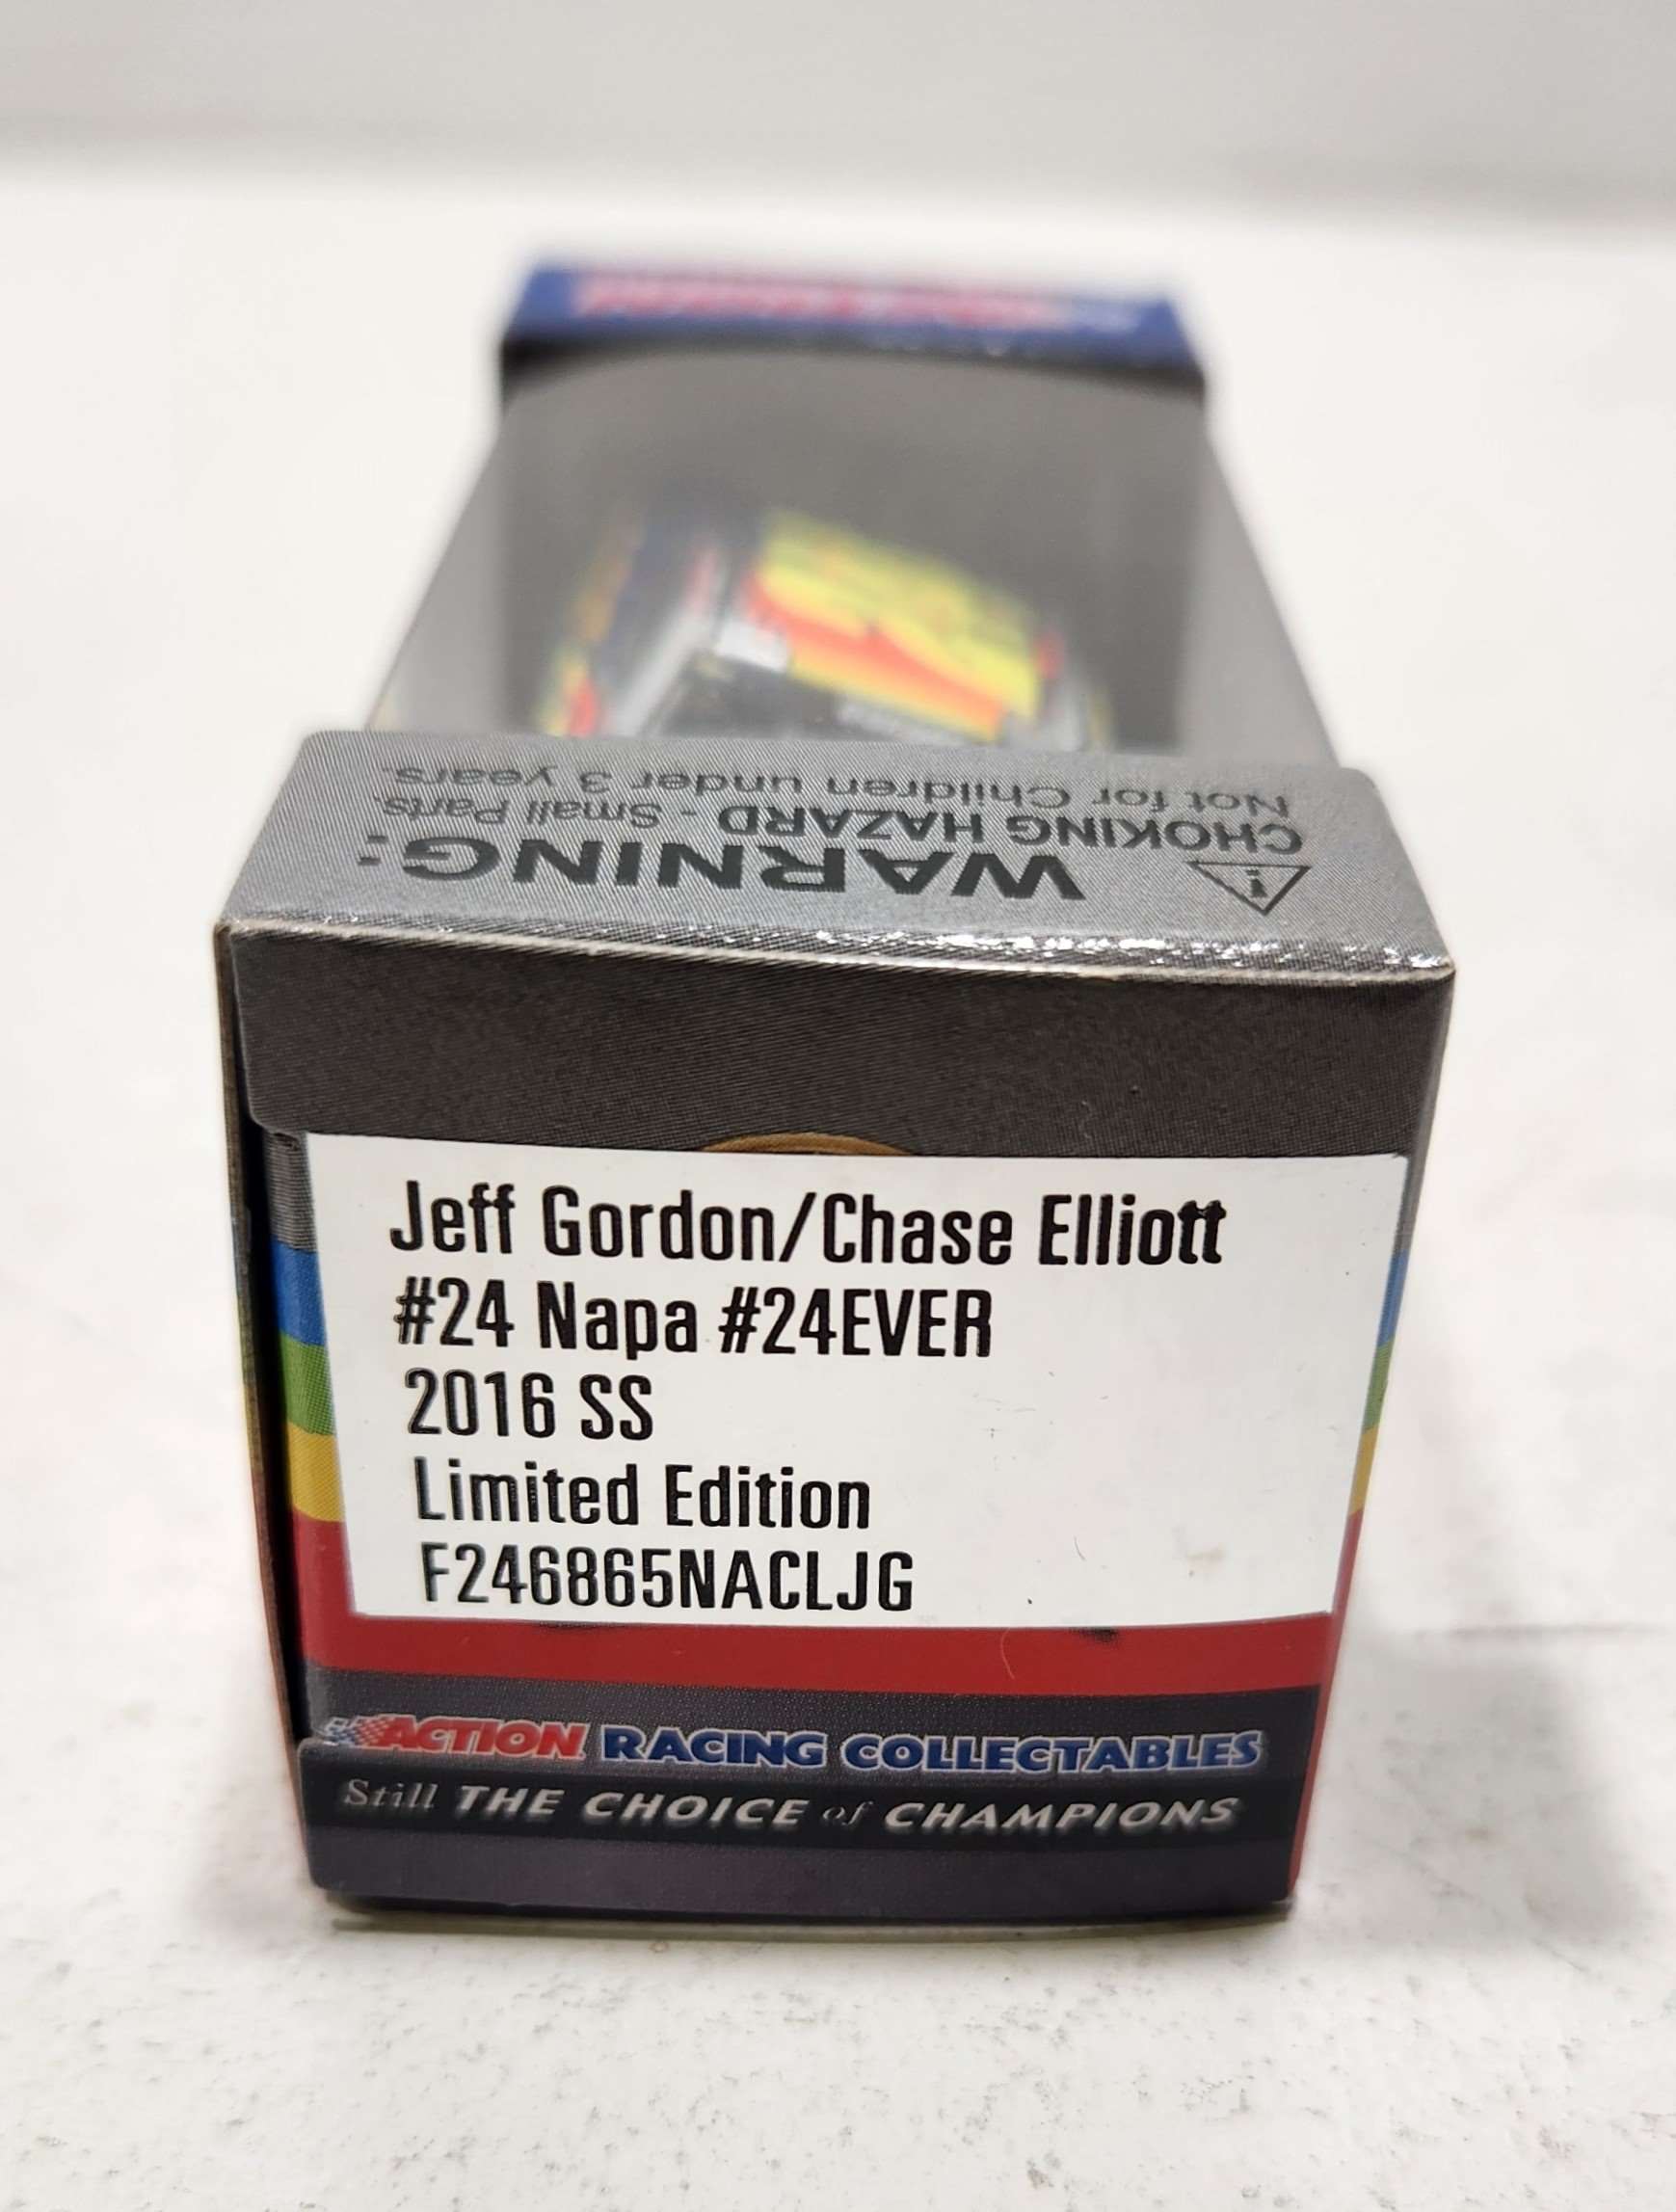 WARNING:
CHOKING HAZARD - Small Parts.
Not for Children under 3 years.
Jeff Gordon/Chase Elliott
#24 Napa #24EVER
2016 SS
Limited Edition
F246865NACLJG
ACTION RACING COLLECTABLES
Still THE CHOICE of CHAMPIONS